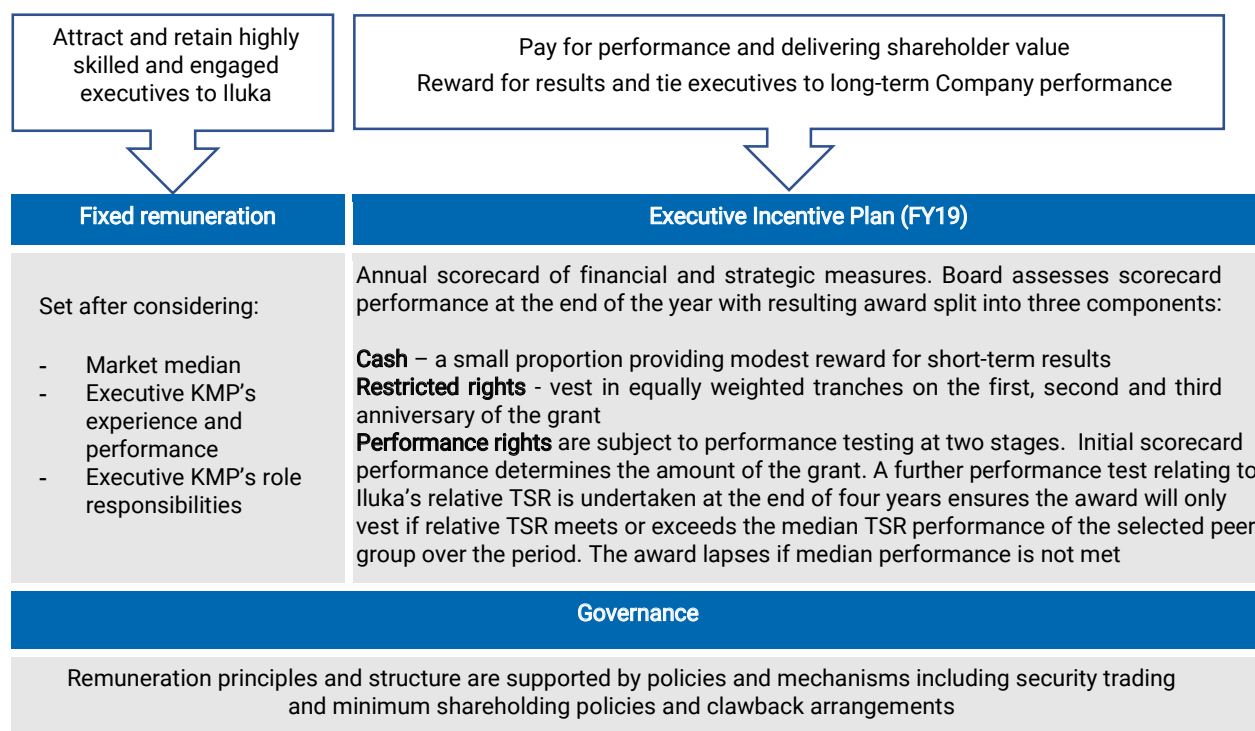 Attract and retain highly
skilled and engaged
executives to Iluka
Pay for performance and delivering shareholder value
Reward for results and tie executives to long-term Company performance
Fixed remuneration
Executive Incentive Plan (FY19)
Set after considering:
- Market median
- Executive KMP's
experience and
performance
- Executive KMP's role
responsibilities
Annual scorecard of financial and strategic measures. Board assesses scorecard
performance at the end of the year with resulting award split into three components:
Cash – a small proportion providing modest reward for short-term results
Restricted rights - vest in equally weighted tranches on the first, second and third
anniversary of the grant
Performance rights are subject to performance testing at two stages. Initial scorecard
performance determines the amount of the grant. A further performance test relating to
Iluka's relative TSR is undertaken at the end of four years ensures the award will only
vest if relative TSR meets or exceeds the median TSR performance of the selected peer
group over the period. The award lapses if median performance is not met
Governance
Remuneration principles and structure are supported by policies and mechanisms including security trading
and minimum shareholding policies and clawback arrangements